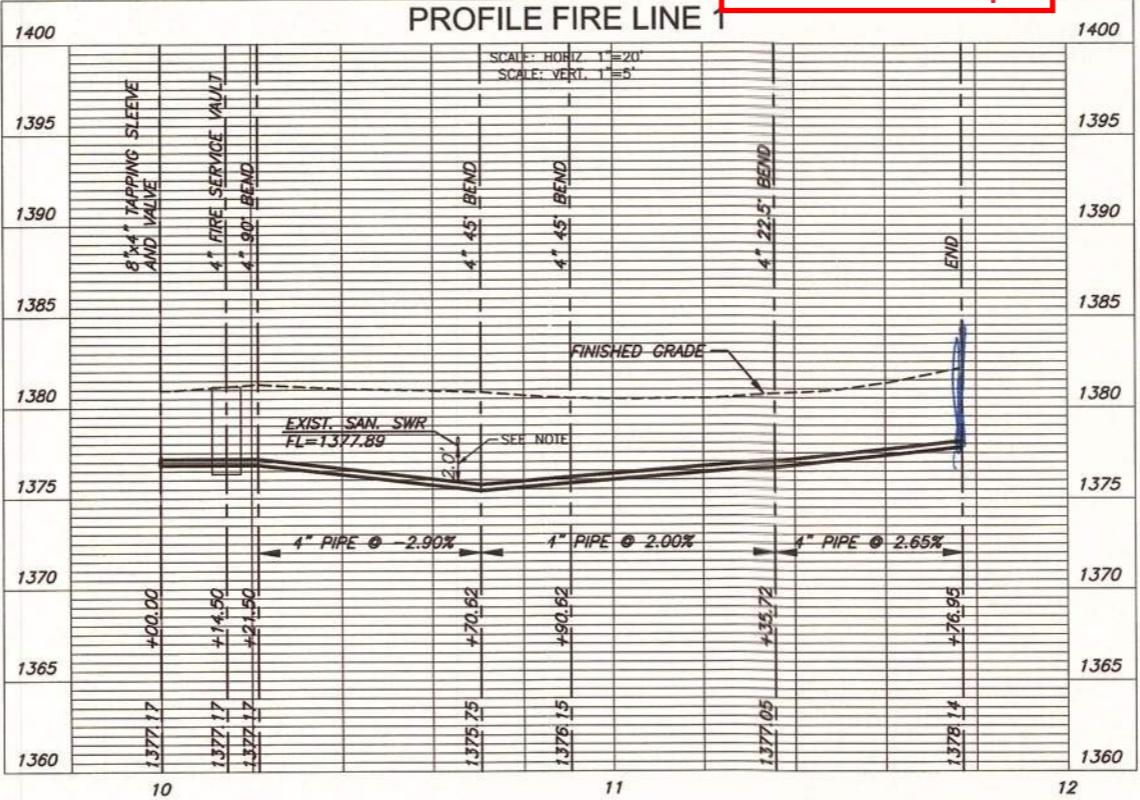 PROFILE FIRE LINE 1
SCALE: HORIZ. 1"=20'
SCALE: VERT. 1"=5'
1400
1400
1395
1395
1390
1390
1385
1385
1380
1380
1375
1375
1370
1370
1365
1365
1360
1360
8"x4" TAPPING SLEEVE
AND VALVE
4" FIRE SERVICE VAULT
4" 90° BEND
4" 45° BEND
4" 45° BEND
4" 22.5° BEND
END
FINISHED GRADE
EXIST. SAN. SWR
FL=1377.89
2.0'
SEE NOTE
4" PIPE @ -2.90%
4" PIPE @ 2.00%
4" PIPE @ 2.65%
+00.00
+14.50
+21.50
+70.62
+90.62
+35.72
+76.95
1377.17
1377.17
1377.17
1375.75
1376.15
1377.05
1378.14
10
11
12